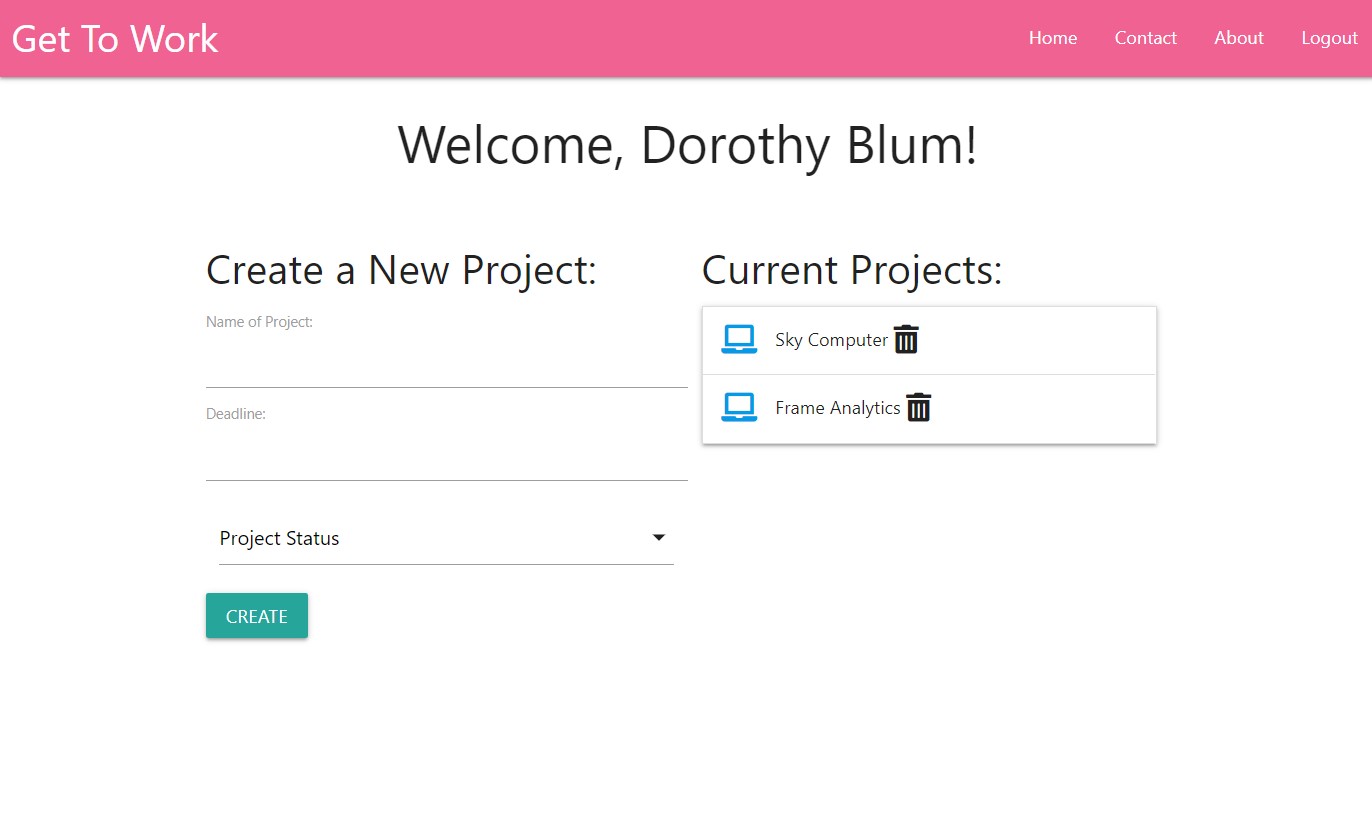 Get To Work
Home Contact About Logout
Welcome, Dorothy Blum!
Create a New Project:
Name of Project:
Deadline:
Project Status
CREATE
Current Projects:
Sky Computer
Frame Analytics